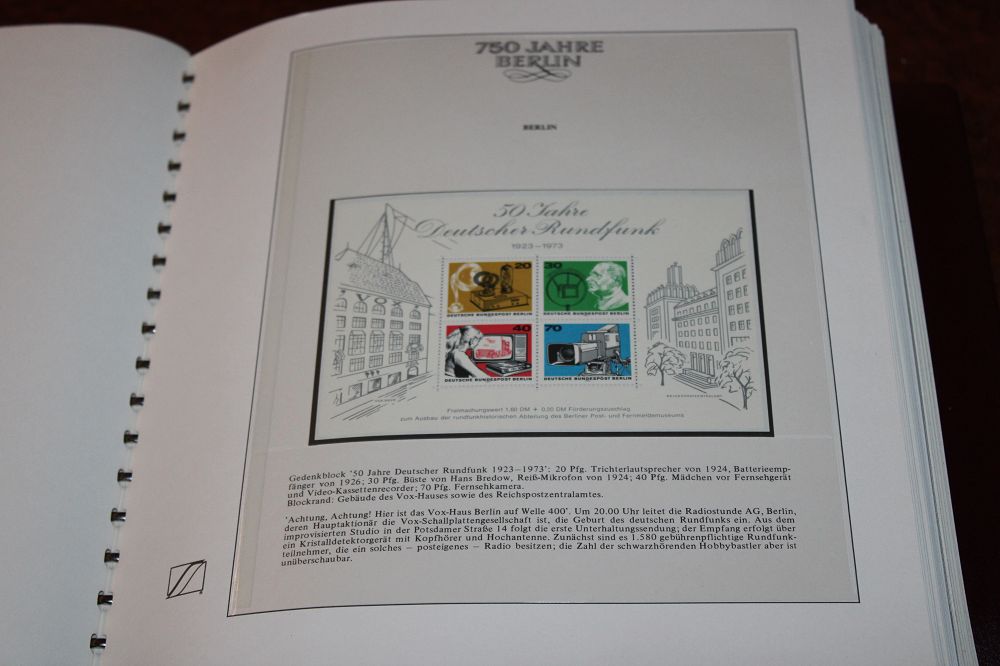 750 JAHRE
BERLIN
BERLIN
50 Jahre
Deutscher Rundfunk
1923–1973
VOX
20
DEUTSCHE BUNDESPOST BERLIN
30
DEUTSCHE BUNDESPOST BERLIN
40
DEUTSCHE BUNDESPOST BERLIN
70
DEUTSCHE BUNDESPOST BERLIN
VOX-HAUS
REICHSPOSTZENTRALAMT
Freimachungswert 1,60 DM + 0,20 DM Förderungszuschlag
zum Ausbau der rundfunkhistorischen Abteilung des Berliner Post- und Fernmeldemuseums
Gedenkblock '50 Jahre Deutscher Rundfunk 1923–1973': 20 Pfg. Trichterlautsprecher von 1924, Batterieemp-
fänger von 1926; 30 Pfg. Büste von Hans Bredow, Reiß-Mikrofon von 1924; 40 Pfg. Mädchen vor Fernsehgerät
und Video-Kassettenrecorder; 70 Pfg. Fernsehkamera.
Blockrand: Gebäude des Vox-Hauses sowie des Reichspostzentralamtes.
'Achtung, Achtung! Hier ist das Vox-Haus Berlin auf Welle 400'. Um 20.00 Uhr leitet die Radiostunde AG, Berlin,
deren Hauptaktionär die Vox-Schallplattengesellschaft ist, die Geburt des deutschen Rundfunks ein. Aus dem
improvisierten Studio in der Potsdamer Straße 14 folgt die erste Unterhaltungssendung; der Empfang erfolgt über
ein Kristalldetektorgerät mit Kopfhörer und Hochantenne. Zunächst sind es 1.580 gebührenpflichtige Rundfunk-
teilnehmer, die ein solches – posteigenes – Radio besitzen; die Zahl der schwarzhörenden Hobbybastler aber ist
unüberschaubar.